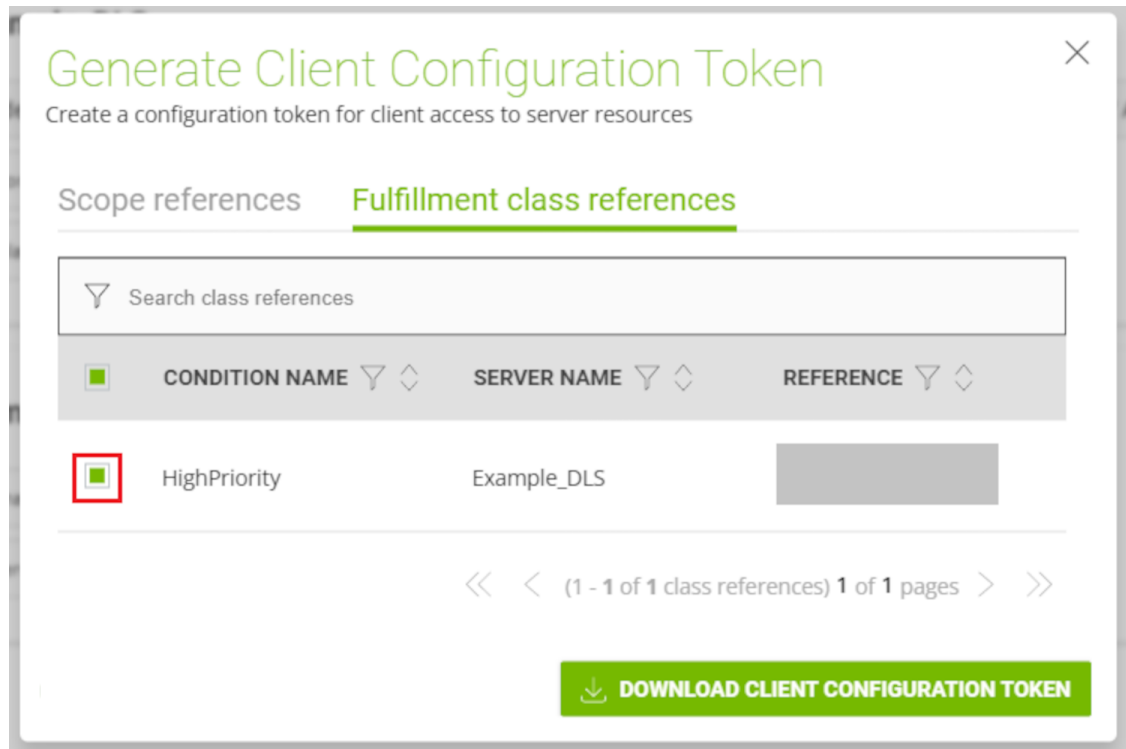 Generate Client Configuration Token
Create a configuration token for client access to server resources
Scope references Fulfillment class references
Search class references
CONDITION NAME SERVER NAME REFERENCE
HighPriority Example_DLS
(1 - 1 of 1 class references) 1 of 1 pages
DOWNLOAD CLIENT CONFIGURATION TOKEN